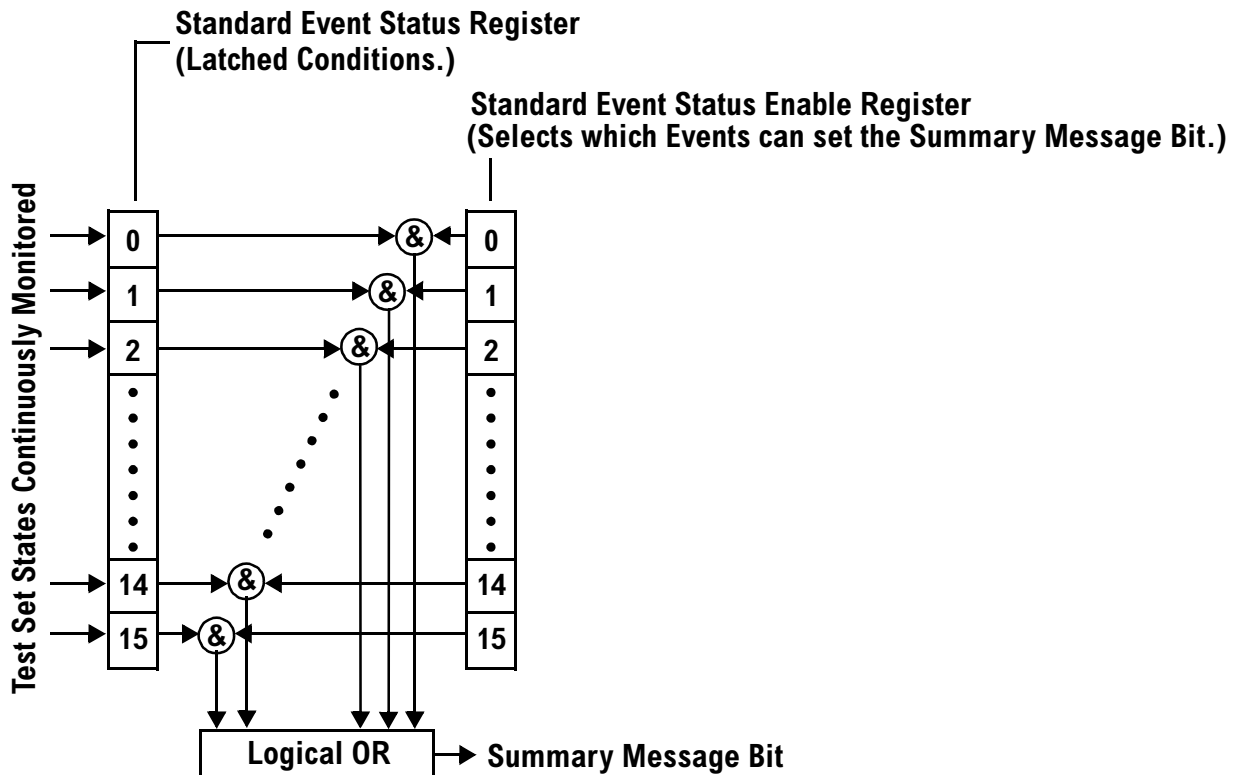 Standard Event Status Register
(Latched Conditions.)
Standard Event Status Enable Register
(Selects which Events can set the Summary Message Bit.)
Test Set States Continuously Monitored
0 & 0
1 & 1
2 & 2
14 & 14
15 & 15
Logical OR
Summary Message Bit